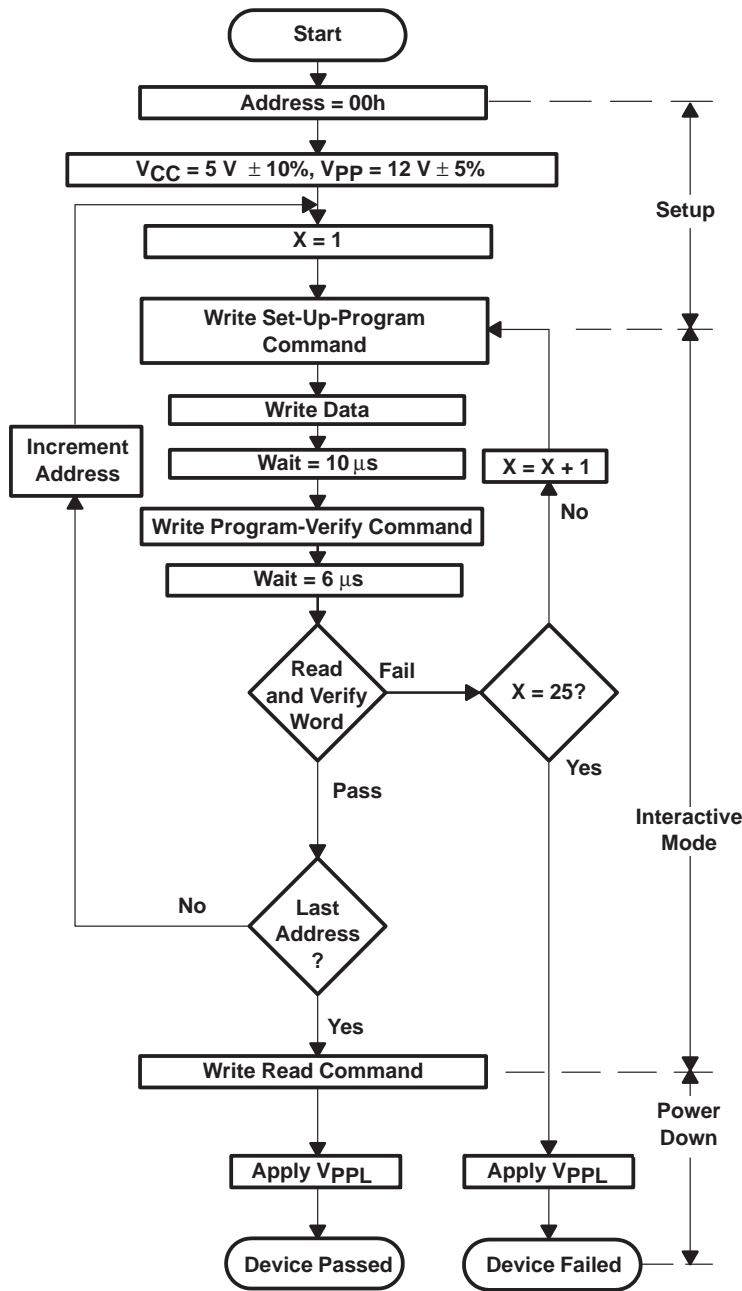 Start
Address = 00h
VCC = 5 V ± 10%, VPP = 12 V ± 5%
Setup
X = 1
Write Set-Up-Program
Command
Write Data
Increment
Address
Wait = 10 μs
X = X + 1
No
Write Program-Verify Command
Wait = 6 μs
Read
and Verify
Word
Fail
X = 25?
Yes
Pass
Interactive
Mode
No
Last
Address
?
Yes
Write Read Command
Power
Down
Apply VPPL
Apply VPPL
Device Passed
Device Failed